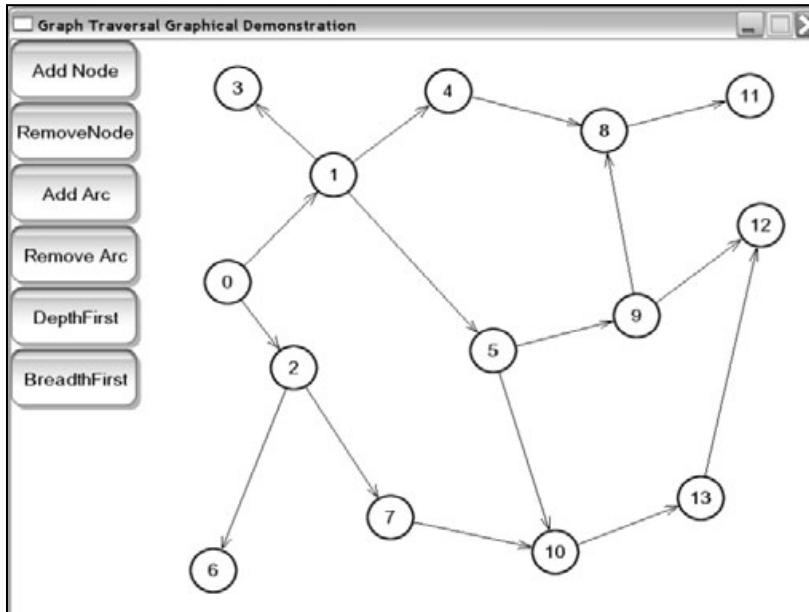 Graph Traversal Graphical Demonstration
Add Node
RemoveNode
Add Arc
Remove Arc
DepthFirst
BreadthFirst
3
4
11
8
1
12
0
9
5
2
13
7
10
6